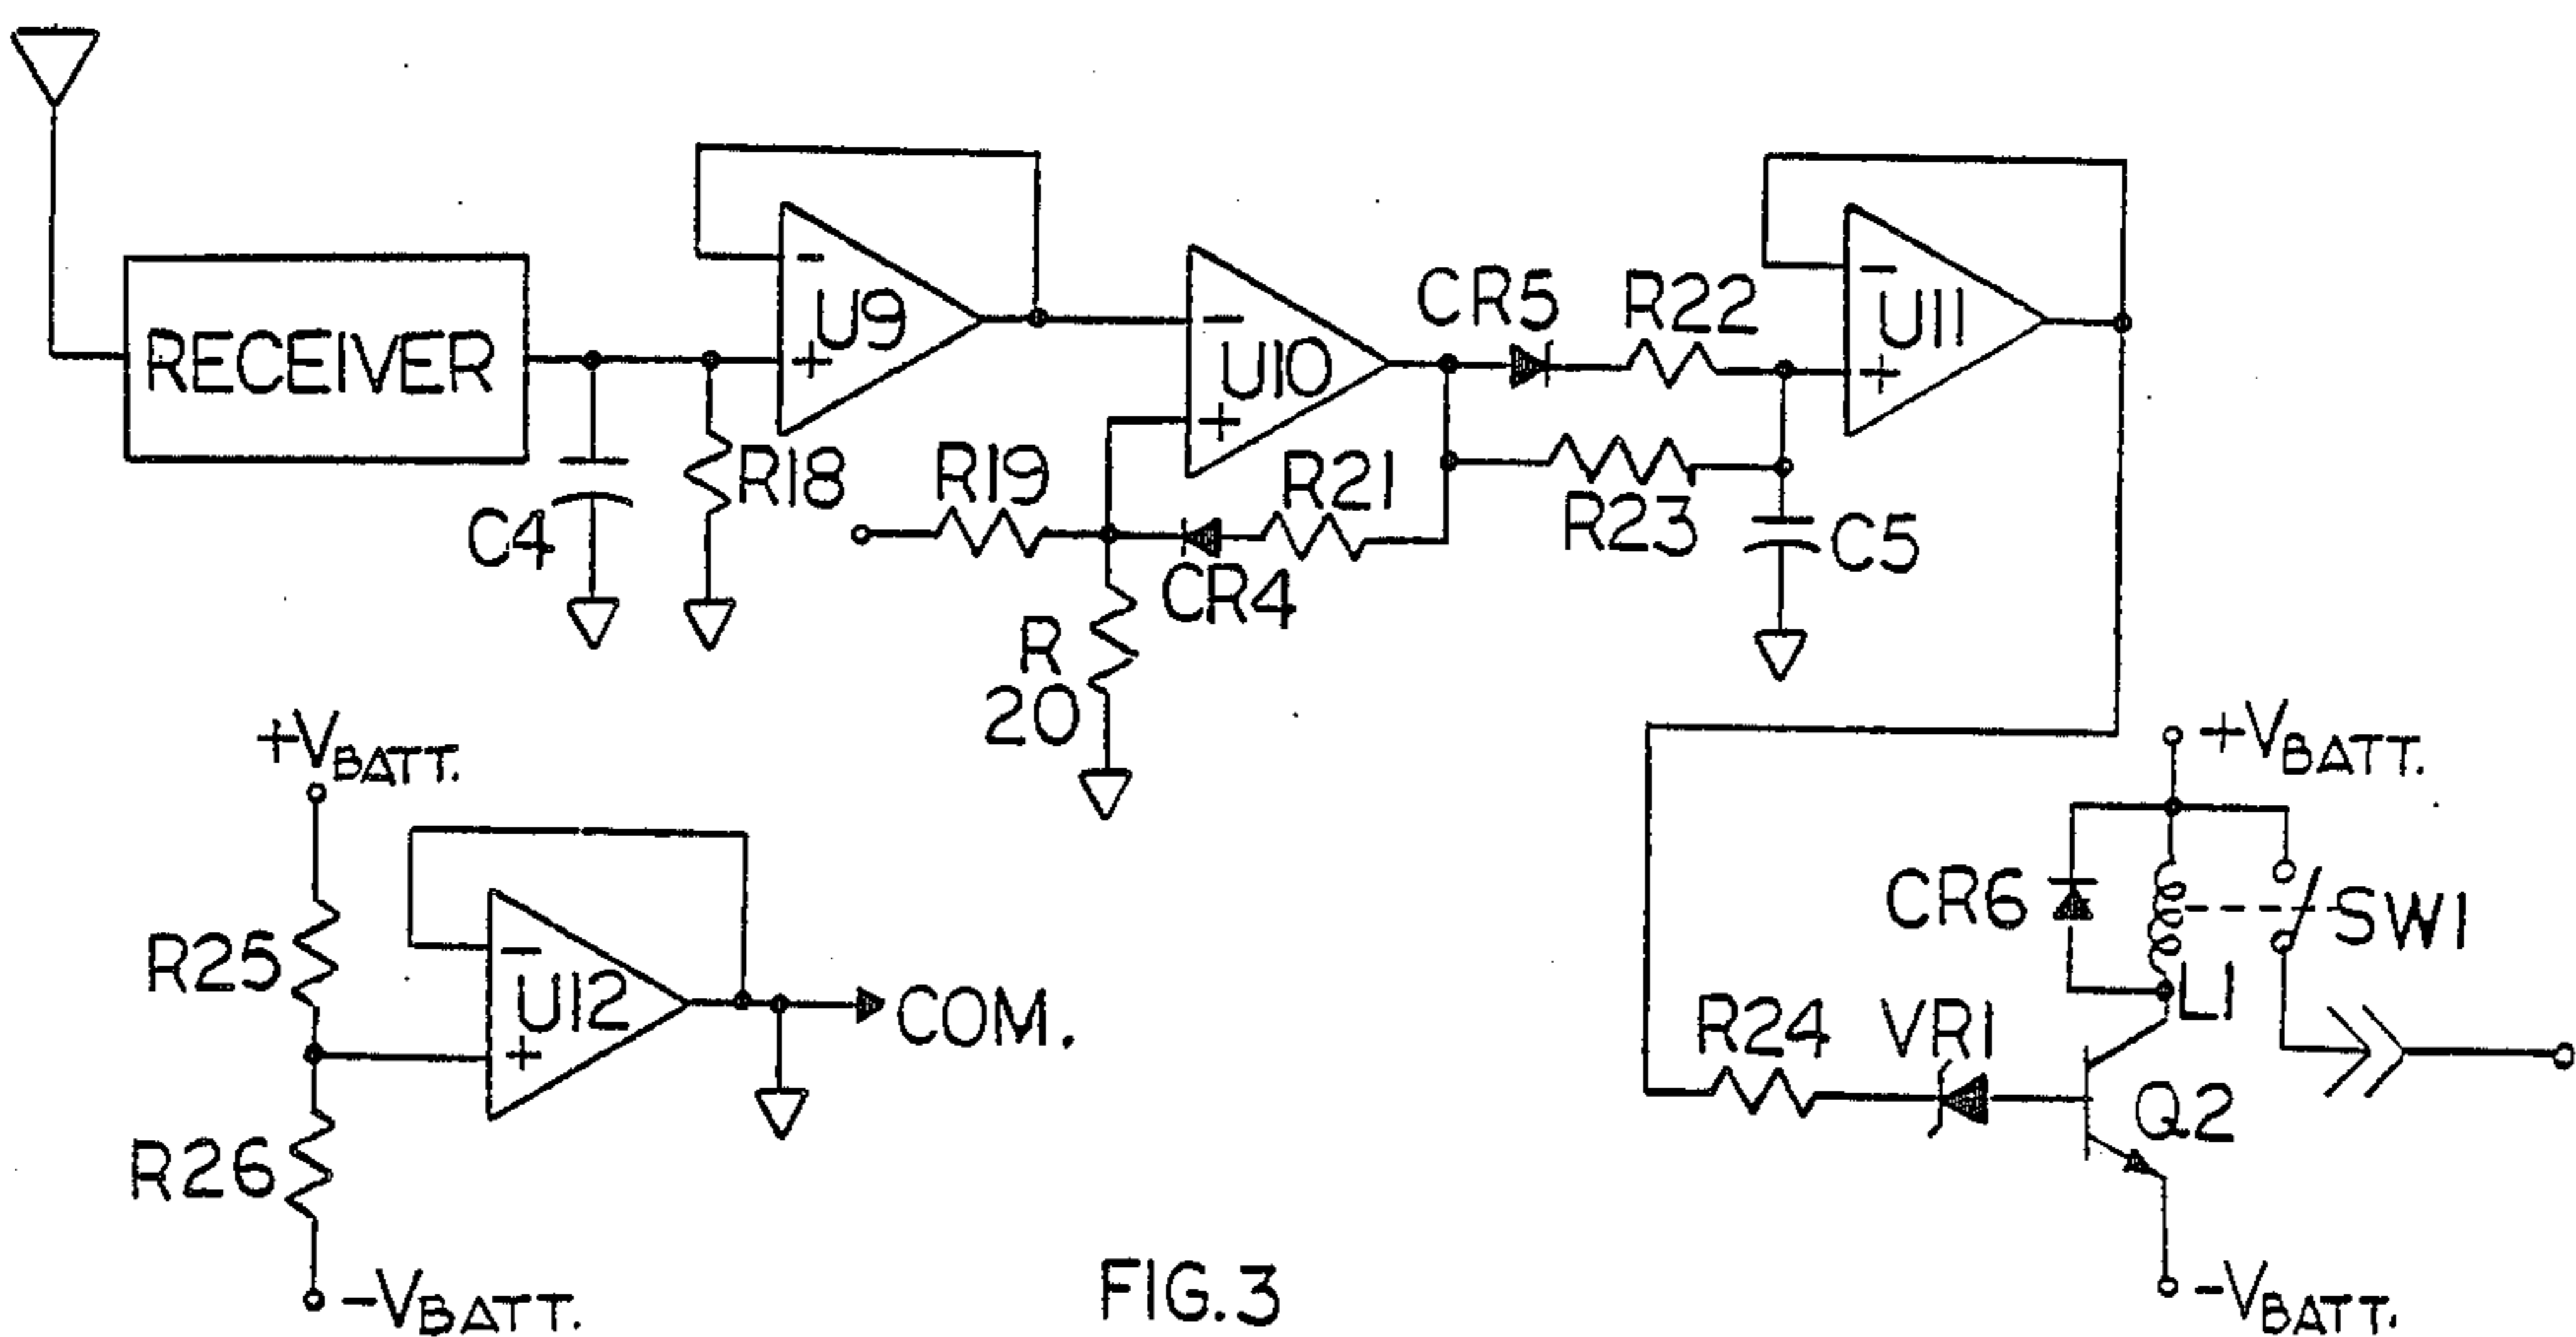 RECEIVER
C4
R18
-
+
U9
-
+
U10
R19
R21
CR4
R
20
CR5
R22
R23
C5
-
+
U11
+VBATT.
R25
R26
-VBATT.
-
+
U12
COM.
+VBATT.
CR6
SW1
L1
R24
VR1
Q2
-VBATT.
FIG.3